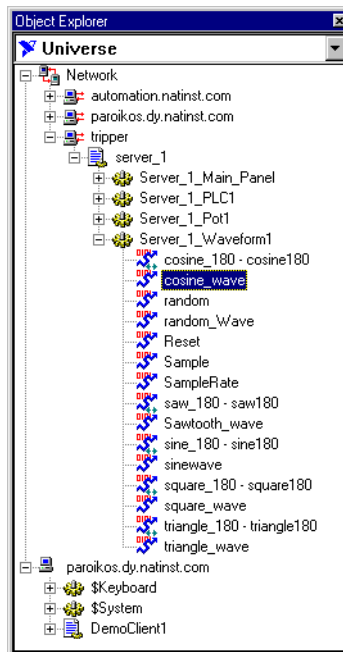 Object Explorer
Universe
Network
automation.natinst.com
paroikos.dy.natinst.com
tripper
server_1
Server_1_Main_Panel
Server_1_PLC1
Server_1_Pot1
Server_1_Waveform1
cosine_180 - cosine180
cosine_wave
random
random_Wave
Reset
Sample
SampleRate
saw_180 - saw180
Sawtooth_wave
sine_180 - sine180
sinewave
square_180 - square180
square_wave
triangle_180 - triangle180
triangle_wave
paroikos.dy.natinst.com
$Keyboard
$System
DemoClient1